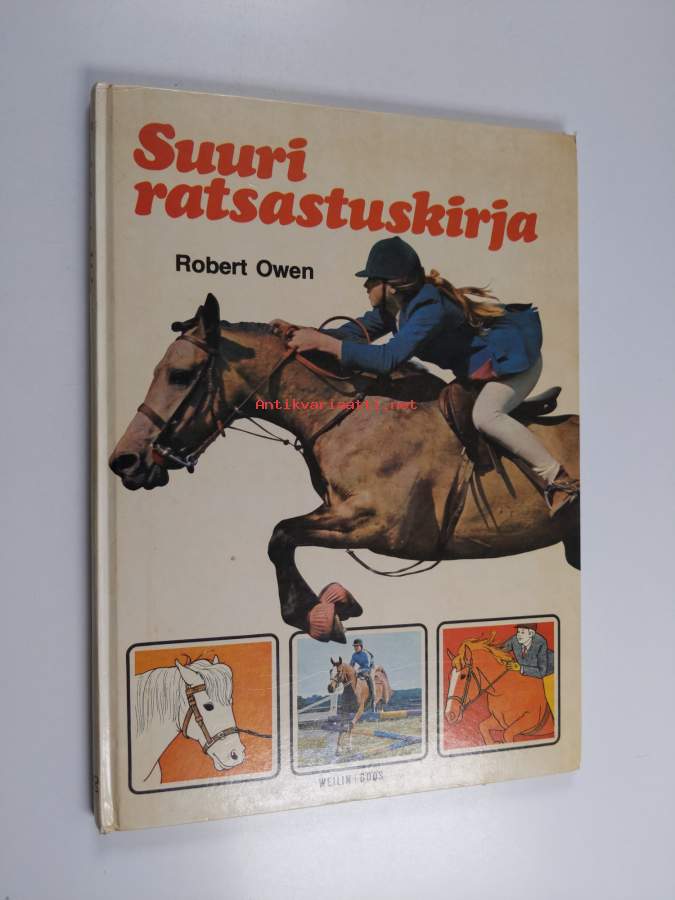 Suuri
ratsastuskirja
Robert Owen
Antikvariaatti.net
WEILIN+GÖÖS